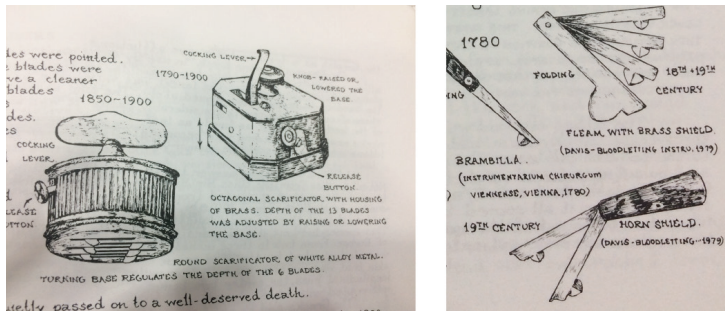 des were pointed.
blades were
ve a cleaner
blades
des.
1850-1900
COCKING
LEVER
BUTTON
COCKING LEVER
1790-1900
KNOB-RAISED OR
LOWERED THE
BASE.
RELEASE
BUTTON.
OCTAGONAL SCARIFICATOR, WITH HOUSING
OF BRASS. DEPTH OF THE 13 BLADES
WAS ADJUSTED BY RAISING OR LOWERING
THE BASE.
ROUND SCARIFICATOR OF WHITE ALLOY METAL.
TURNING BASE REGULATES THE DEPTH OF THE 6 BLADES.
passed on to a well-deserved death.
1780
FOLDING
18TH + 19TH
CENTURY
FLEAM, WITH BRASS SHIELD.
(DAVIS-BLOODLETTING INSTRU. 1979)
BRAMBILLA.
(INSTRUMENTARIUM CHIRURGUM
VIENNENSE, VIENNA, 1780)
19TH CENTURY
HORN SHIELD.
(DAVIS-BLOODLETTING-1979)